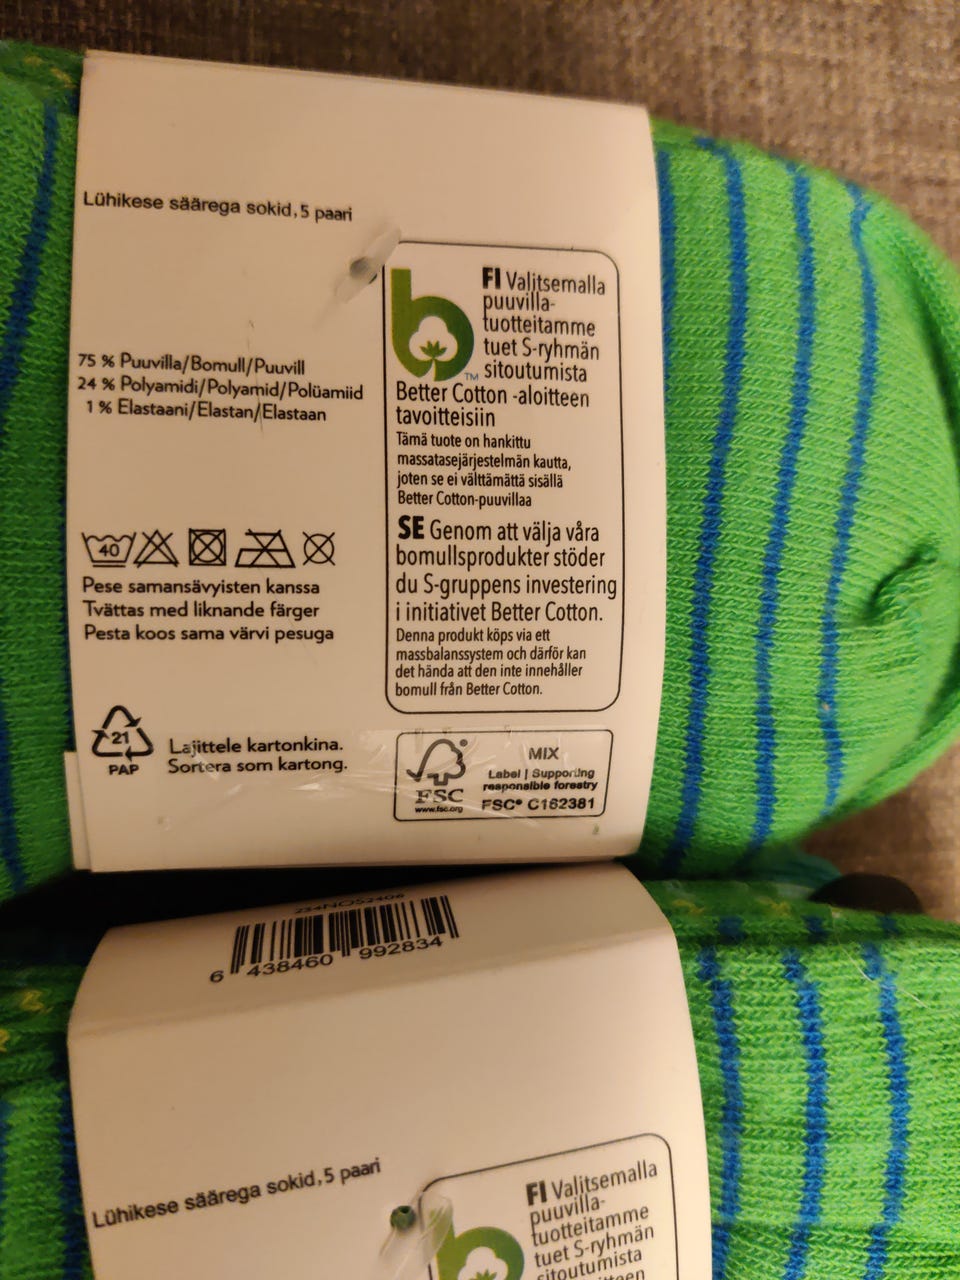 Lühikese säärega sokid, 5 paari
75 % Puuvilla/Bomull/Puuvill
24 % Polyamidi/Polyamid/Polüamiid
1 % Elastaani/Elastan/Elastaan
40
Pese samansävyisten kanssa
Tvättas med liknande färger
Pesta koos sama värvi pesuga
21
PAP
Lajittele kartonkina.
Sortera som kartong.
FI Valitsemalla
puuvilla-
tuotteitamme
tuet S-ryhmän
sitoutumista
TM
Better Cotton -aloitteen
tavoitteisiin
Tämä tuote on hankittu
massatasejärjestelmän kautta,
joten se ei välttämättä sisällä
Better Cotton-puuvillaa
SE Genom att välja våra
bomullsprodukter stöder
du S-gruppens investering
i initiativet Better Cotton.
Denna produkt köps via ett
massbalanssystem och därför kan
det hända att den inte innehåller
bomull från Better Cotton.
FSC
www.fsc.org
MIX
Label | Supporting
responsible forestry
FSC® C162381
6 438460 992834
Lühikese säärega sokid, 5 paari
FI Valitsemalla
puuvilla-
tuotteitamme
tuet S-ryhmän
sitoutumista